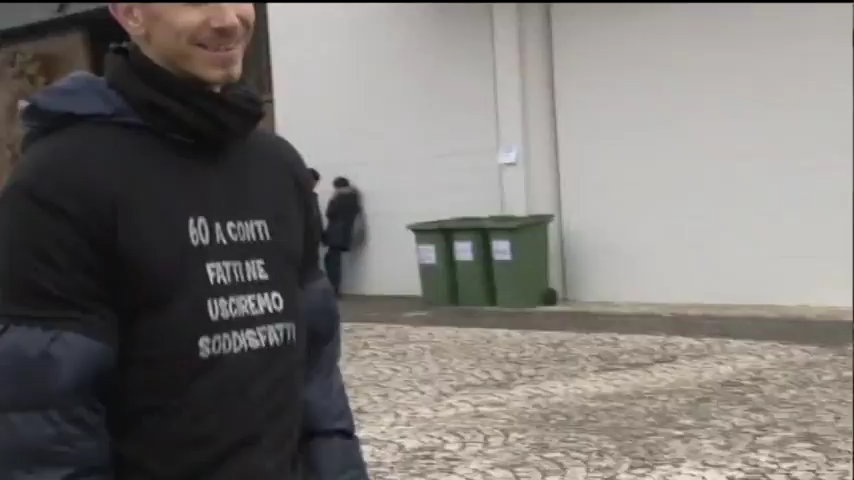 60 A CONTI
FATTI NE
USCIREMO
SODDISFATTI